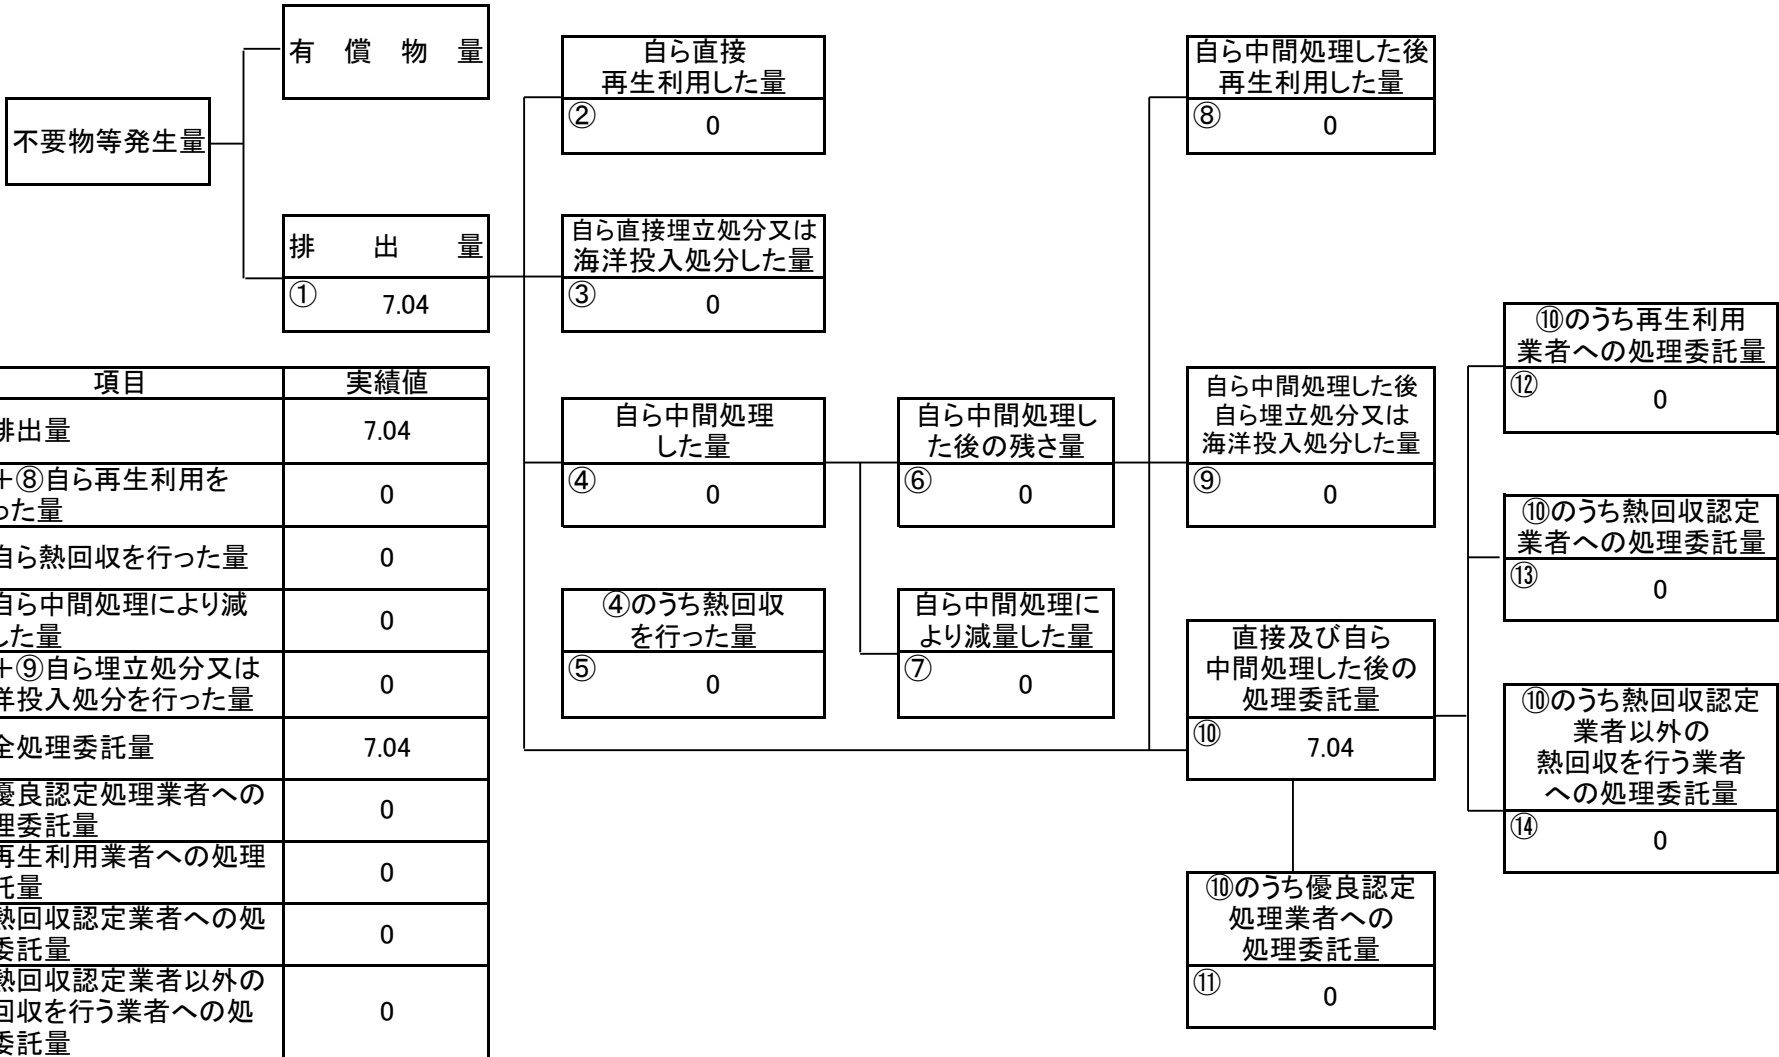 有償物量
不要物等発生量
排出量
① 7.04
自ら直接
再生利用した量
② 0
自ら直接埋立処分又は
海洋投入処分した量
③ 0
自ら中間処理
した量
④ 0
④のうち熱回収
を行った量
⑤ 0
自ら中間処理し
た後の残さ量
⑥ 0
自ら中間処理に
より減量した量
⑦ 0
自ら中間処理した後
再生利用した量
⑧ 0
自ら中間処理した後
自ら埋立処分又は
海洋投入処分した量
⑨ 0
直接及び自ら
中間処理した後の
処理委託量
⑩ 7.04
⑩のうち優良認定
処理業者への
処理委託量
⑪ 0
⑩のうち再生利用
業者への処理委託量
⑫ 0
⑩のうち熱回収認定
業者への処理委託量
⑬ 0
⑩のうち熱回収認定
業者以外の
熱回収を行う業者
への処理委託量
⑭ 0
項目 実績値
排出量 7.04
+⑧自ら再生利用を
った量 0
自ら熱回収を行った量 0
自ら中間処理により減
した量 0
+⑨自ら埋立処分又は
洋投入処分を行った量 0
全処理委託量 7.04
優良認定処理業者への
理委託量 0
再生利用業者への処理
託量 0
熱回収認定業者への処
委託量 0
熱回収認定業者以外の
回収を行う業者への処
委託量 0